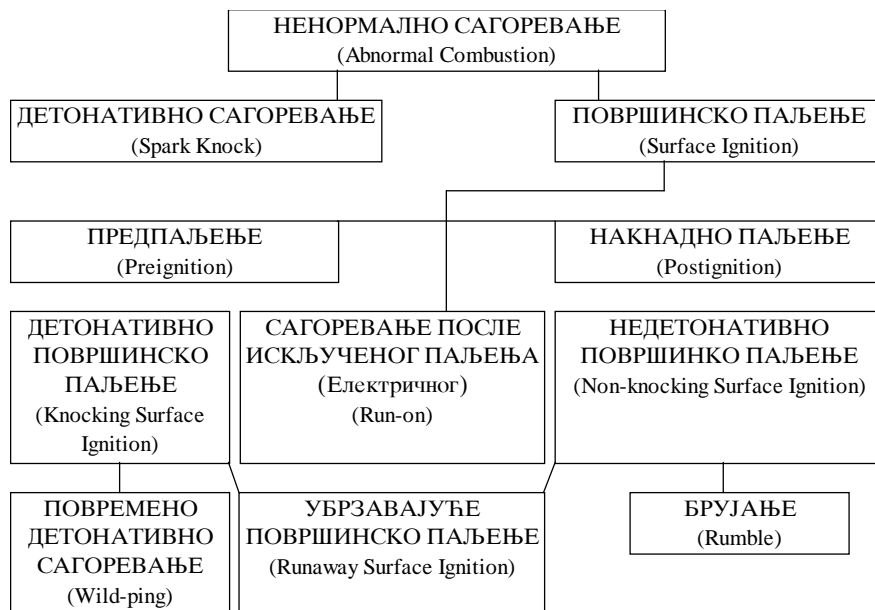 НЕНОРМАЛНО САГОРЕВАЊЕ
(Abnormal Combustion)
ДЕТОНАТИВНО САГОРЕВАЊЕ
(Spark Knock)
ПОВРШИНСКО ПАЉЕЊЕ
(Surface Ignition)
ПРЕДПАЉЕЊЕ
(Preignition)
НАКНАДНО ПАЉЕЊЕ
(Postignition)
ДЕТОНАТИВНО
ПОВРШИНСКО
ПАЉЕЊЕ
(Knocking Surface
Ignition)
САГОРЕВАЊЕ ПОСЛЕ
ИСКЉУЧЕНОГ ПАЉЕЊА
(Електричног)
(Run-on)
НЕДЕТОНАТИВНО
ПОВРШИНКО ПАЉЕЊЕ
(Non-knocking Surface Ignition)
ПОВРЕМЕНО
ДЕТОНАТИВНО
САГОРЕВАЊЕ
(Wild-ping)
УБРЗАВАЈУЋЕ
ПОВРШИНСКО ПАЉЕЊЕ
(Runaway Surface Ignition)
БРУЈАЊЕ
(Rumble)